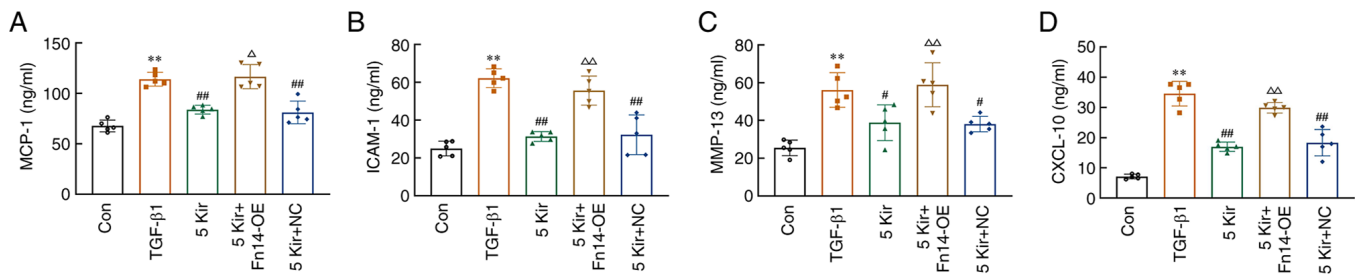 A
MCP-1 (ng/ml)
150
100
50
0
**
##
△
##
Con
TGF-β1
5 Kir
5 Kir+
Fn14-OE
5 Kir+NC
B
ICAM-1 (ng/ml)
80
60
40
20
0
**
##
△△
##
Con
TGF-β1
5 Kir
5 Kir+
Fn14-OE
5 Kir+NC
C
MMP-13 (ng/ml)
80
60
40
20
0
**
#
△△
#
Con
TGF-β1
5 Kir
5 Kir+
Fn14-OE
5 Kir+NC
D
CXCL-10 (ng/ml)
50
40
30
20
10
0
**
##
△△
##
Con
TGF-β1
5 Kir
5 Kir+
Fn14-OE
5 Kir+NC